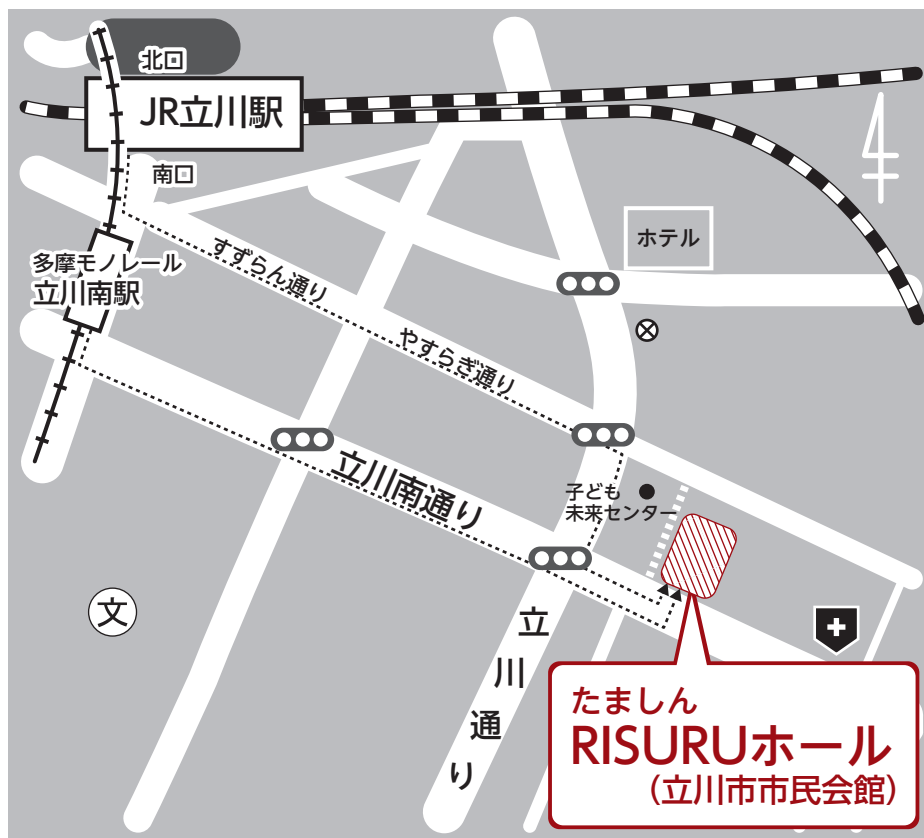 北口
JR立川駅
南口
ホテル
多摩モノレール
立川南駅
すずらん通り
やすらぎ通り
立川南通り
子ども
未来センター
文
立川通り
たましん
RISURUホール
(立川市市民会館)